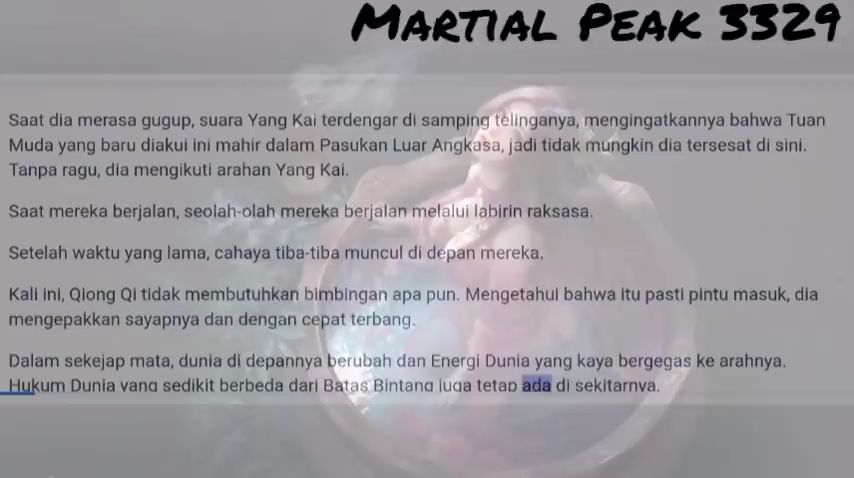 MARTIAL PEAK 3329
Saat dia merasa gugup, suara Yang Kai terdengar di samping telinganya, mengingatkannya bahwa Tuan
Muda yang baru diakui ini mahir dalam Pasukan Luar Angkasa, jadi tidak mungkin dia tersesat di sini.
Tanpa ragu, dia mengikuti arahan Yang Kai.
Saat mereka berjalan, seolah-olah mereka berjalan melalui labirin raksasa.
Setelah waktu yang lama, cahaya tiba-tiba muncul di depan mereka.
Kali ini, Qiong Qi tidak membutuhkan bimbingan apa pun. Mengetahui bahwa itu pasti pintu masuk, dia
mengepakkan sayapnya dan dengan cepat terbang.
Dalam sekejap mata, dunia di depannya berubah dan Energi Dunia yang kaya bergegas ke arahnya.
Hukum Dunia yang sedikit berbeda dari Batas Bintang juga tetap ada di sekitarnya.